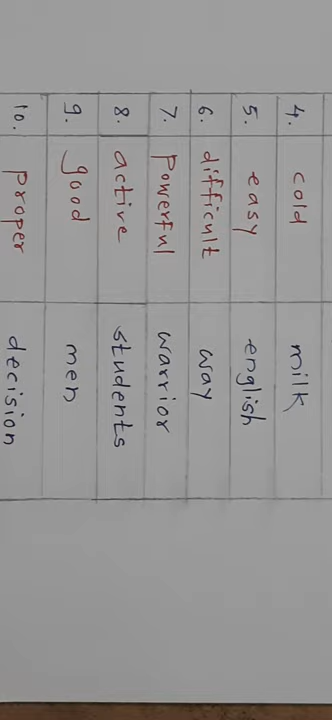 4. cold milk
5. easy english
6. difficult way
7. powerful warrior
8. active students
9. good men
10. proper decision